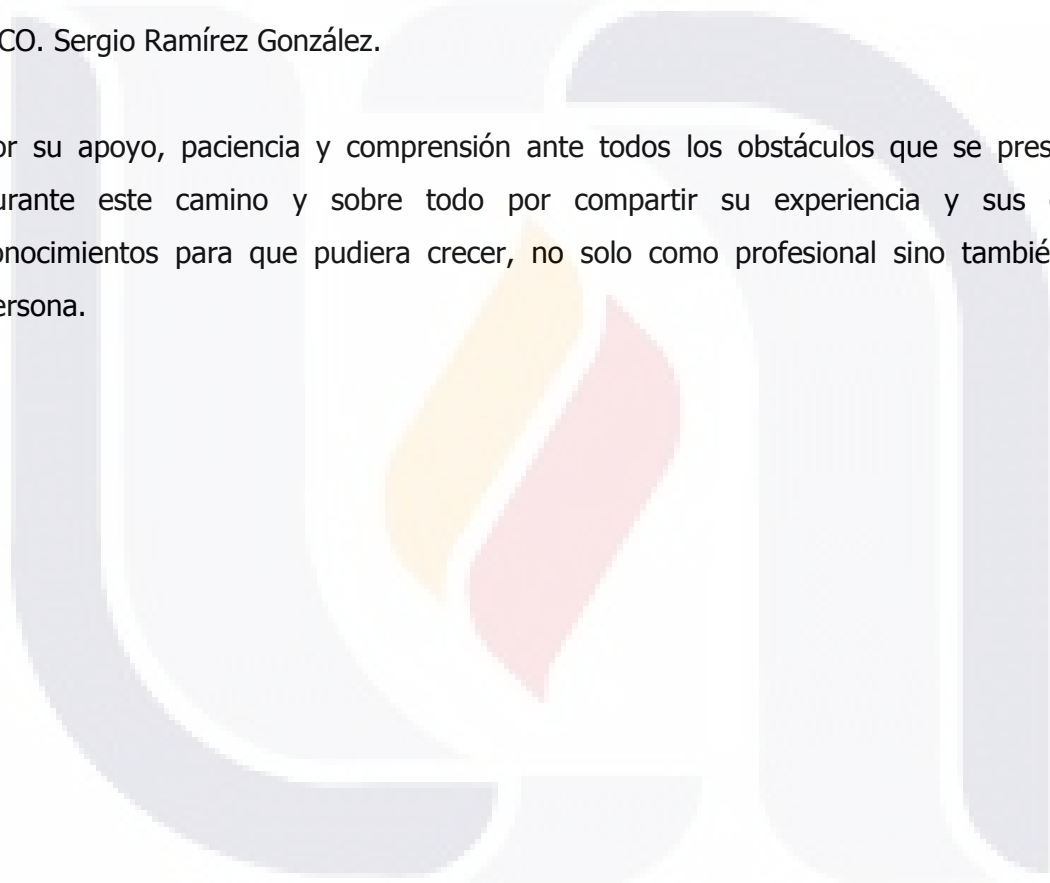 CO. Sergio Ramírez González.
or su apoyo, paciencia y comprensión ante todos los obstáculos que se pres
urante este camino y sobre todo por compartir su experiencia y sus
onocimientos para que pudiera crecer, no solo como profesional sino tambié
ersona.